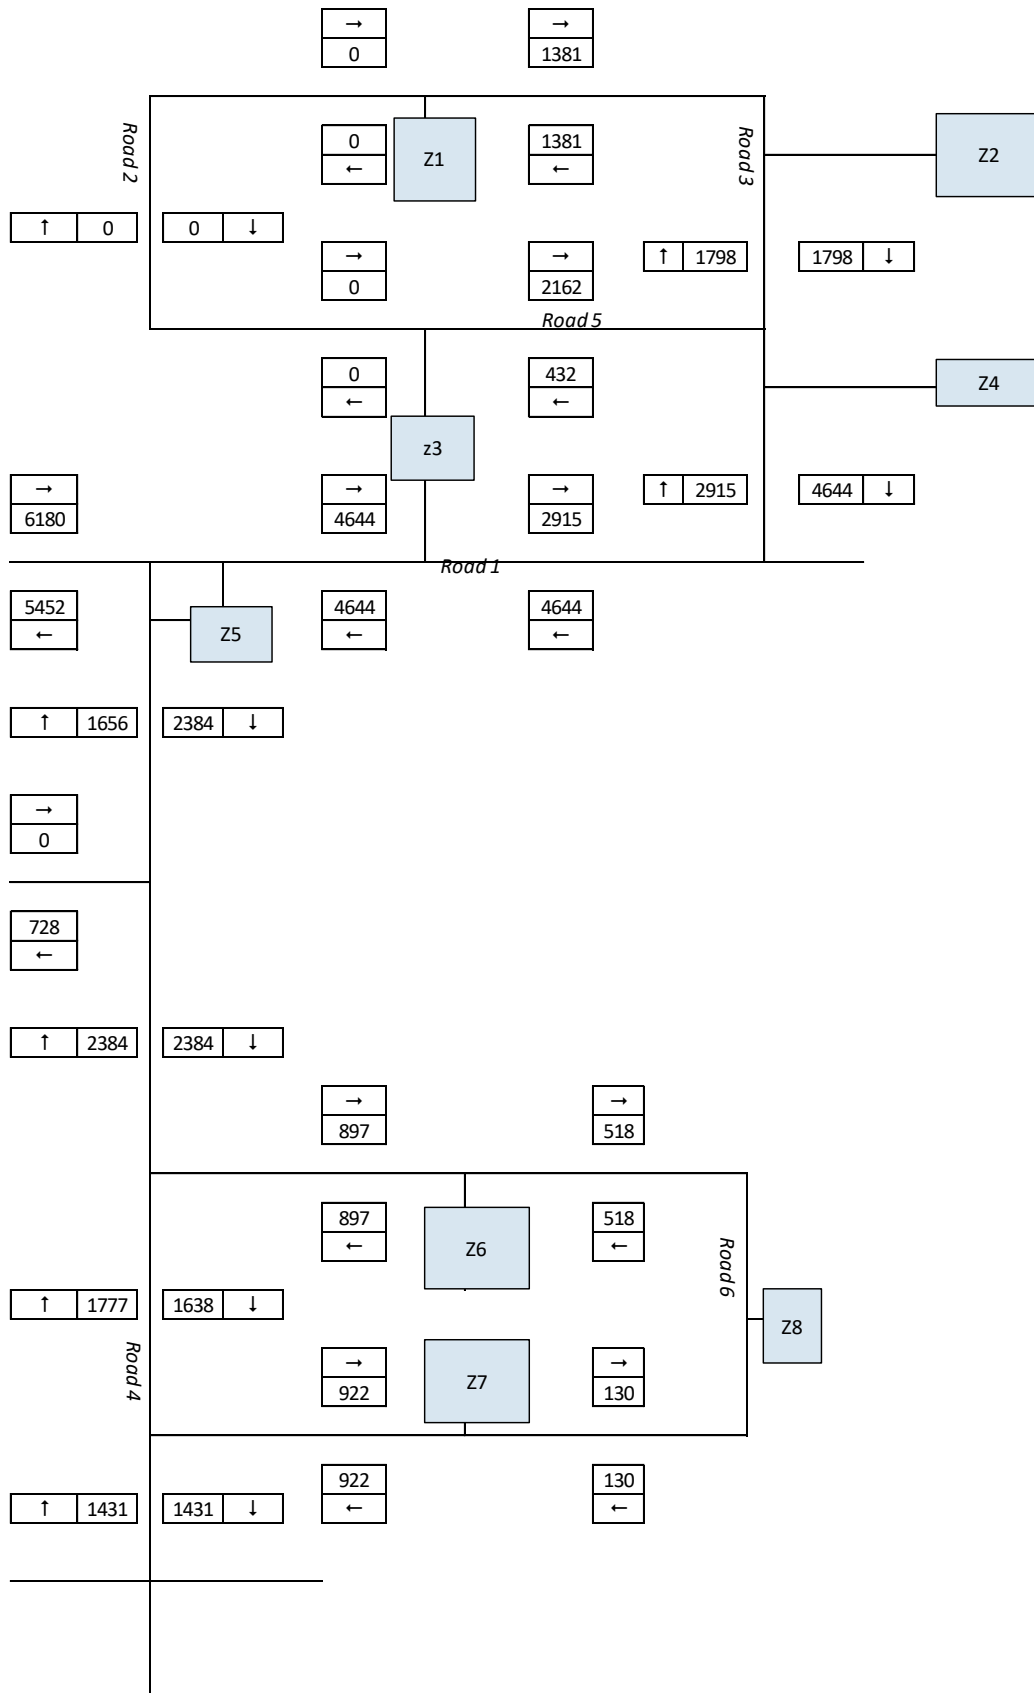 → →
0 1381
Road 2
0 Z1 1381 Road 3 Z2
← ←
↑ 0 0 ↓
→ → ↑ 1798 1798 ↓
0 2162
Road 5
0 432 Z4
← ←
z3
→ → → ↑ 2915 4644 ↓
6180 4644 2915
Road 1
5452 4644 4644
← Z5 ← ←
↑ 1656 2384 ↓
→
0
728
←
↑ 2384 2384 ↓
→ →
897 518
897 518
← Z6 ← Road 6
↑ 1777 1638 ↓ Z8
Road 4
→ Z7 →
922 130
922 130
← ←
↑ 1431 1431 ↓